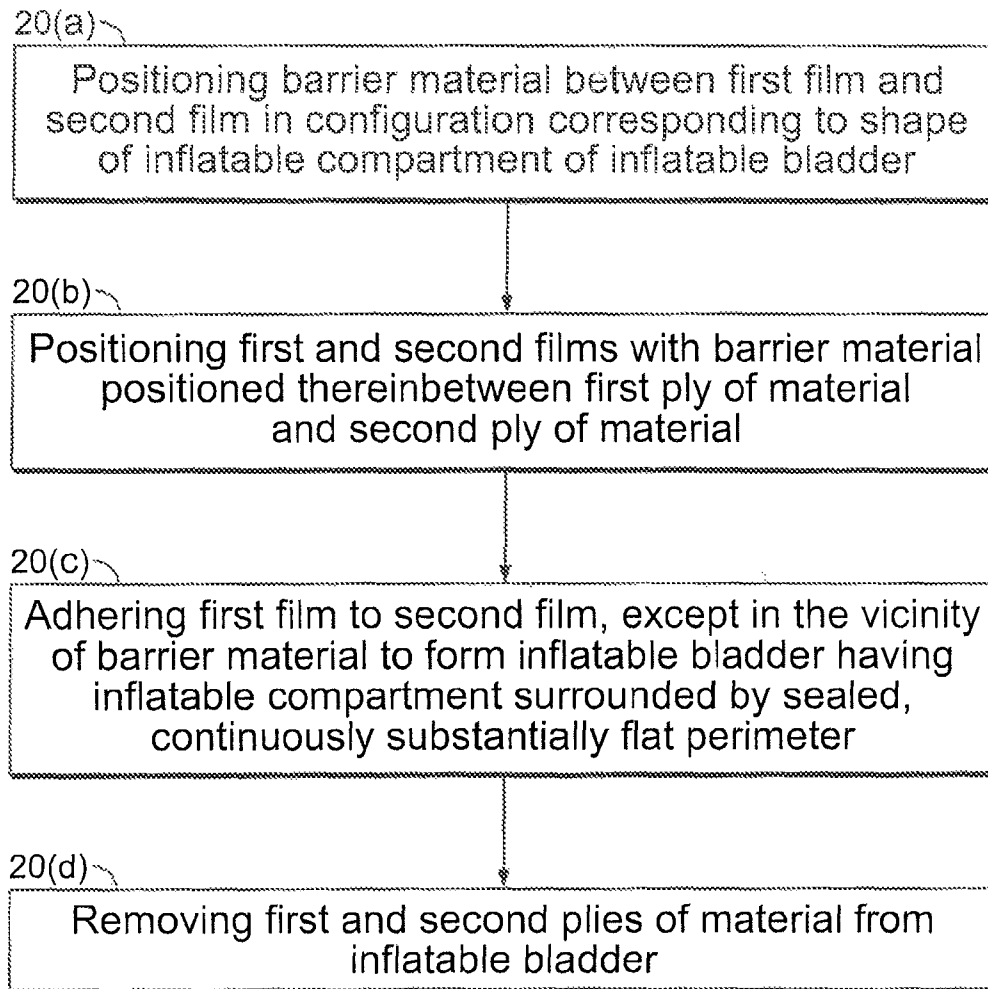 20(a)
Positioning barrier material between first film and
second film in configuration corresponding to shape
of inflatable compartment of inflatable bladder
20(b)
Positioning first and second films with barrier material
positioned thereinbetween first ply of material
and second ply of material
20(c)
Adhering first film to second film, except in the vicinity
of barrier material to form inflatable bladder having
inflatable compartment surrounded by sealed,
continuously substantially flat perimeter
20(d)
Removing first and second plies of material from
inflatable bladder